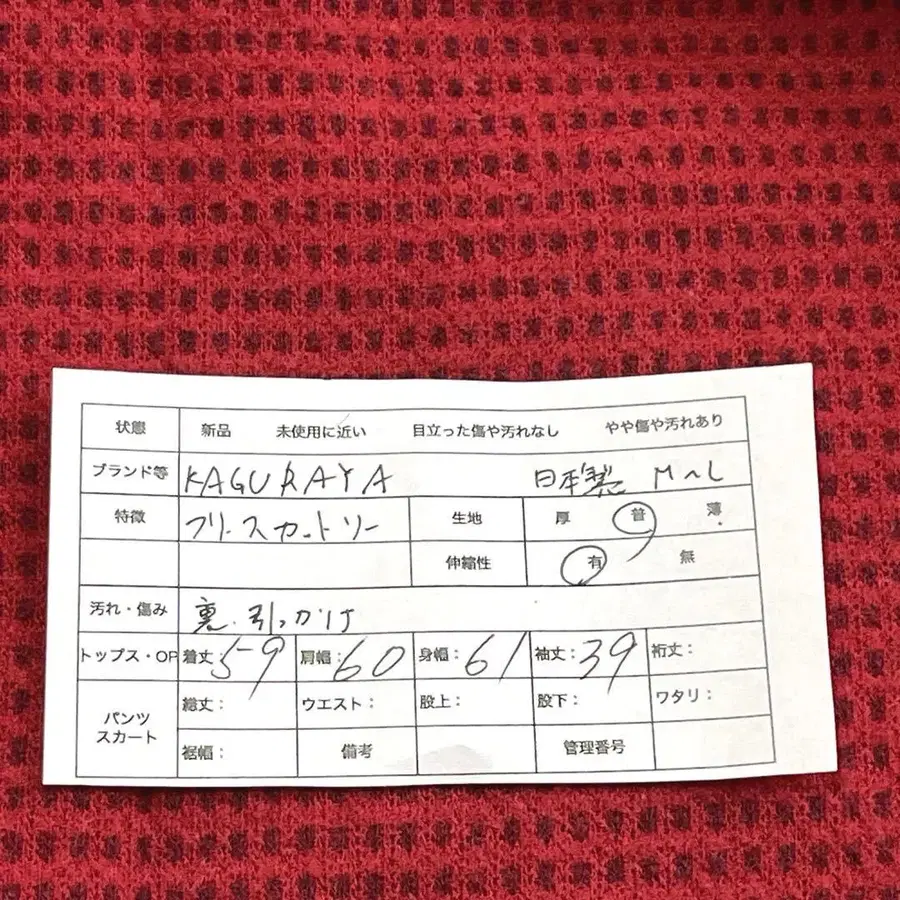 状態 新品 未使用に近い 目立った傷や汚れなし やや傷や汚れあり
ブランド等 KAGURAYA 日本製 M~L
特徴 フリースカットソー 生地 厚 普 薄
伸縮性 有 無
汚れ・傷み 裏・引っかけ
トップス・OP 着丈：59 肩幅：60 身幅：61 袖丈：39 裄丈：
パンツ スカート 総丈： ウエスト： 股上： 股下： ワタリ：
裾幅： 備考 管理番号